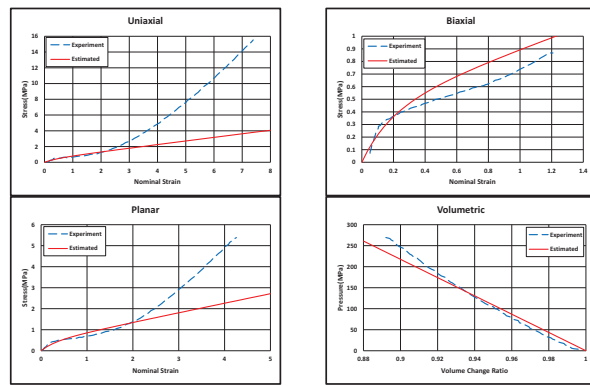 Uniaxial
Stress(MPa)
16
14
12
10
8
6
4
2
0
Experiment
Estimated
0 1 2 3 4 5 6 7 8
Nominal Strain
Biaxial
Stress(MPa)
1
0.9
0.8
0.7
0.6
0.5
0.4
0.3
0.2
0.1
0
Experiment
Estimated
0 0.2 0.4 0.6 0.8 1 1.2 1.4
Nominal Strain
Planar
Stress(MPa)
6
5
4
3
2
1
0
Experiment
Estimated
0 1 2 3 4 5
Nominal Strain
Volumetric
Pressure(MPa)
300
250
200
150
100
50
0
Experiment
Estimated
0.88 0.9 0.92 0.94 0.96 0.98 1
Volume Change Ratio